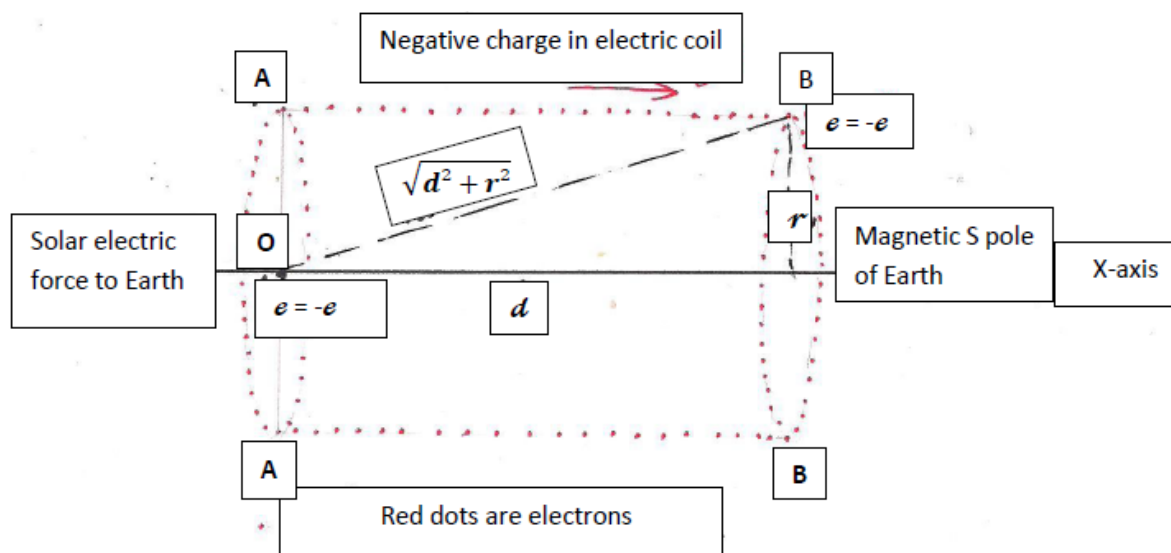 Negative charge in electric coil
A
B
e = -e
√d² + r²
O
r
Solar electric
force to Earth
Magnetic S pole
of Earth
X-axis
e = -e
d
A
B
Red dots are electrons